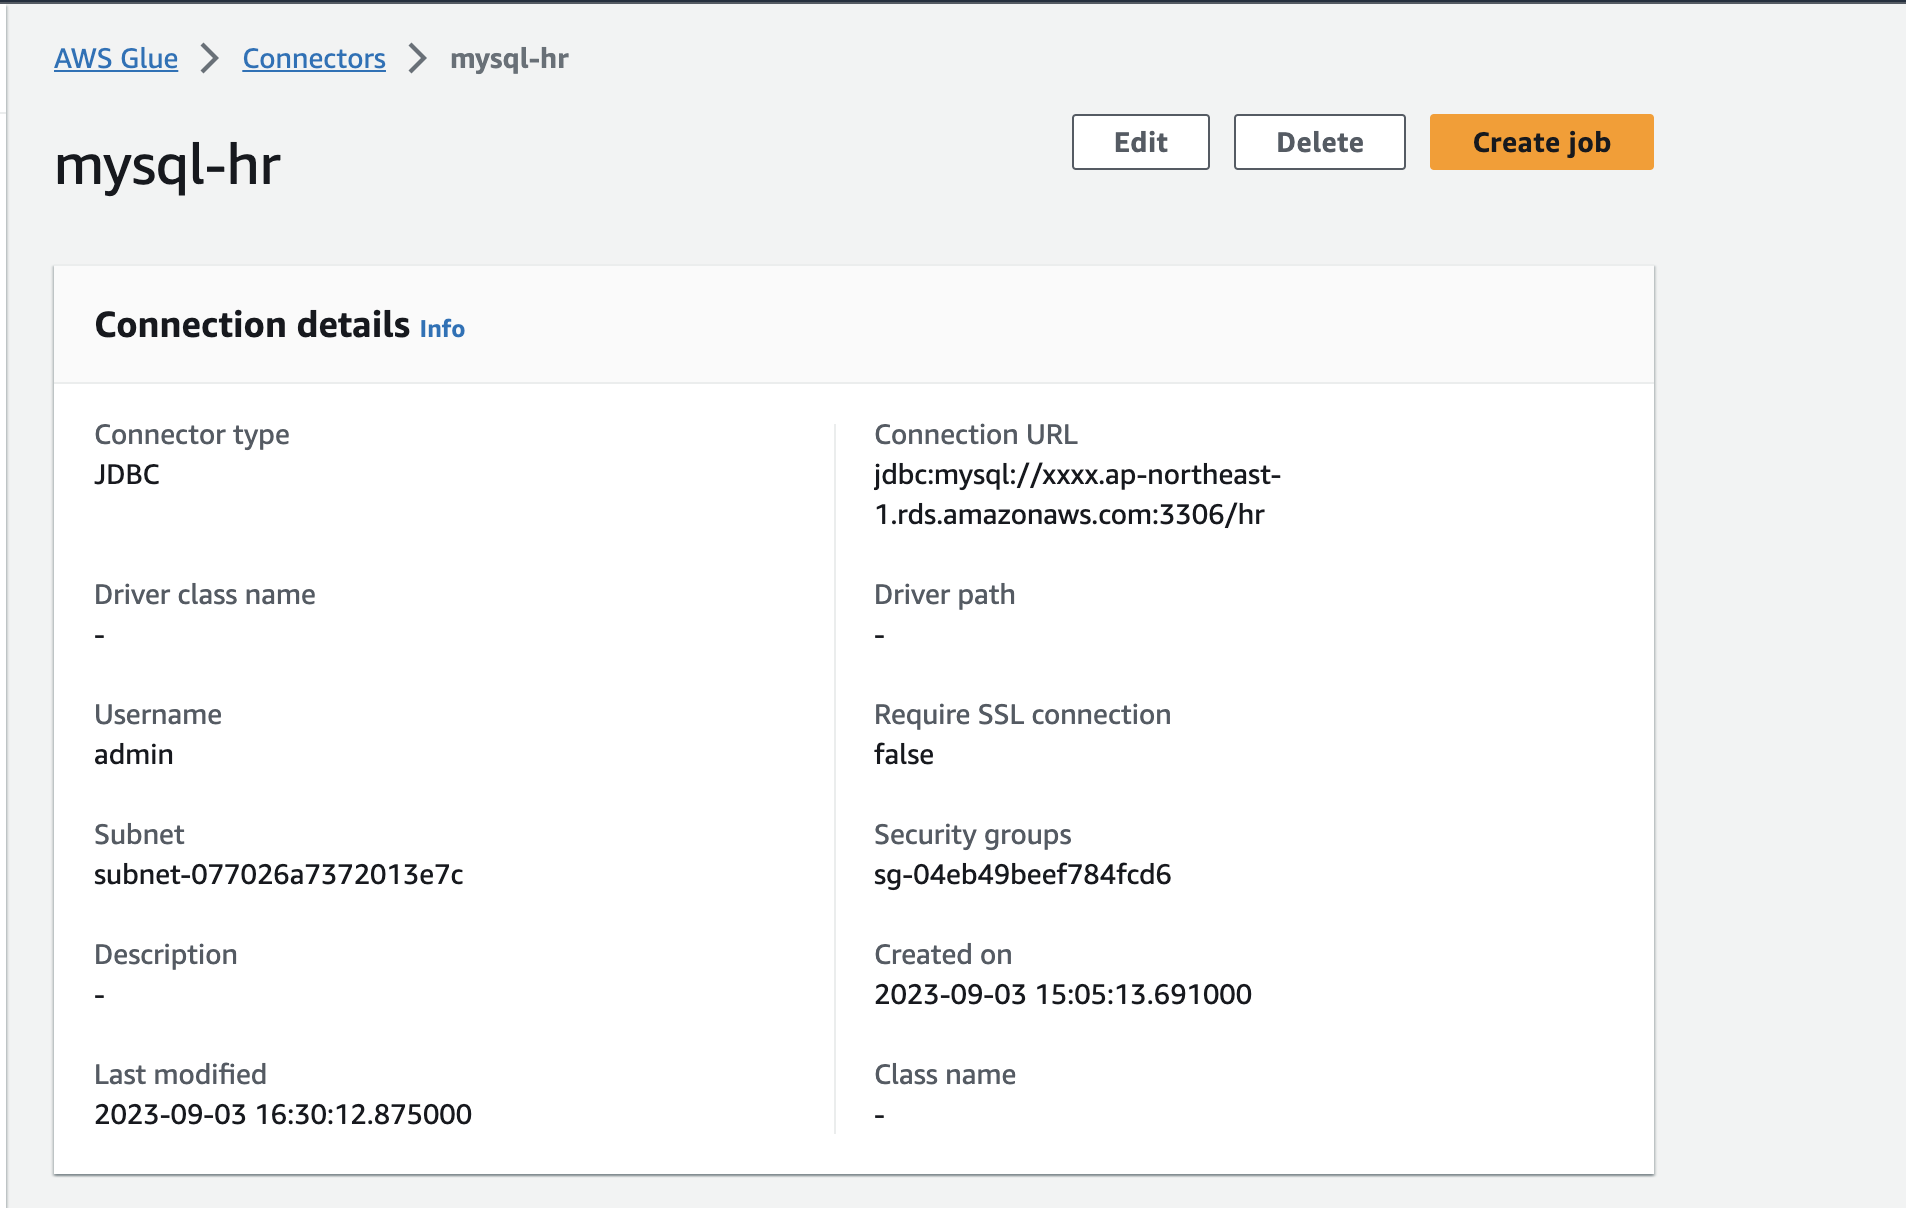 AWS Glue > Connectors > mysql-hr
mysql-hr
Edit
Delete
Create job
Connection details Info
Connector type
JDBC
Connection URL
jdbc:mysql://xxxx.ap-northeast-
1.rds.amazonaws.com:3306/hr
Driver class name
-
Driver path
-
Username
admin
Require SSL connection
false
Subnet
subnet-077026a7372013e7c
Security groups
sg-04eb49beef784fcd6
Description
-
Created on
2023-09-03 15:05:13.691000
Last modified
2023-09-03 16:30:12.875000
Class name
-